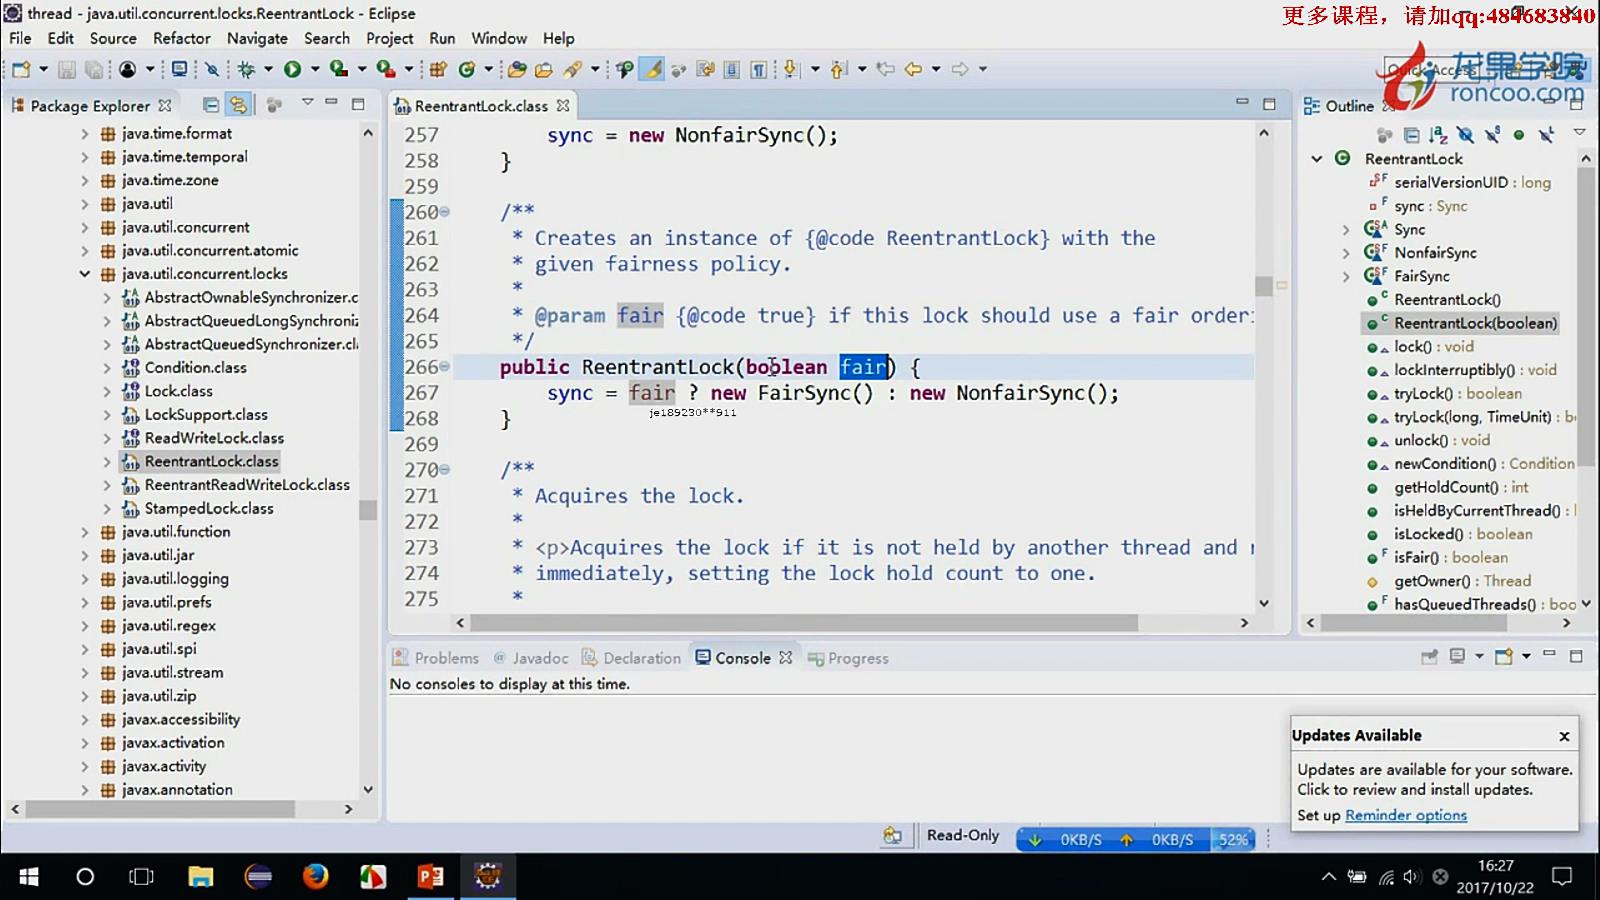 thread - java.util.concurrent.locks.ReentrantLock - Eclipse
更多课程，请加qq:484683840
File Edit Source Refactor Navigate Search Project Run Window Help
Quick Access
龙果学院
roncoo.com
Package Explorer
java.time.format
java.time.temporal
java.time.zone
java.util
java.util.concurrent
java.util.concurrent.atomic
java.util.concurrent.locks
AbstractOwnableSynchronizer.c
AbstractQueuedLongSynchroniz
AbstractQueuedSynchronizer.c
Condition.class
Lock.class
LockSupport.class
ReadWriteLock.class
ReentrantLock.class
ReentrantReadWriteLock.class
StampedLock.class
java.util.function
java.util.jar
java.util.logging
java.util.prefs
java.util.regex
java.util.spi
java.util.stream
java.util.zip
javax.accessibility
javax.activation
javax.activity
javax.annotation
ReentrantLock.class
257 sync = new NonfairSync();
258 }
259
260 /**
261 * Creates an instance of {@code ReentrantLock} with the
262 * given fairness policy.
263 *
264 * @param fair {@code true} if this lock should use a fair orderi
265 */
266 public ReentrantLock(boolean fair) {
267 sync = fair ? new FairSync() : new NonfairSync();
je189230**911
268 }
269
270 /**
271 * Acquires the lock.
272 *
273 * <p>Acquires the lock if it is not held by another thread and r
274 * immediately, setting the lock hold count to one.
275 *
Outline
ReentrantLock
serialVersionUID : long
sync : Sync
Sync
NonfairSync
FairSync
ReentrantLock()
ReentrantLock(boolean)
lock() : void
lockInterruptibly() : void
tryLock() : boolean
tryLock(long, TimeUnit) : bo
unlock() : void
newCondition() : Condition
getHoldCount() : int
isHeldByCurrentThread() : l
isLocked() : boolean
isFair() : boolean
getOwner() : Thread
hasQueuedThreads() : boo
Problems Javadoc Declaration Console Progress
No consoles to display at this time.
Updates Available
Updates are available for your software.
Click to review and install updates.
Set up Reminder options
Read-Only 0KB/S 0KB/S 52%
16:27
2017/10/22